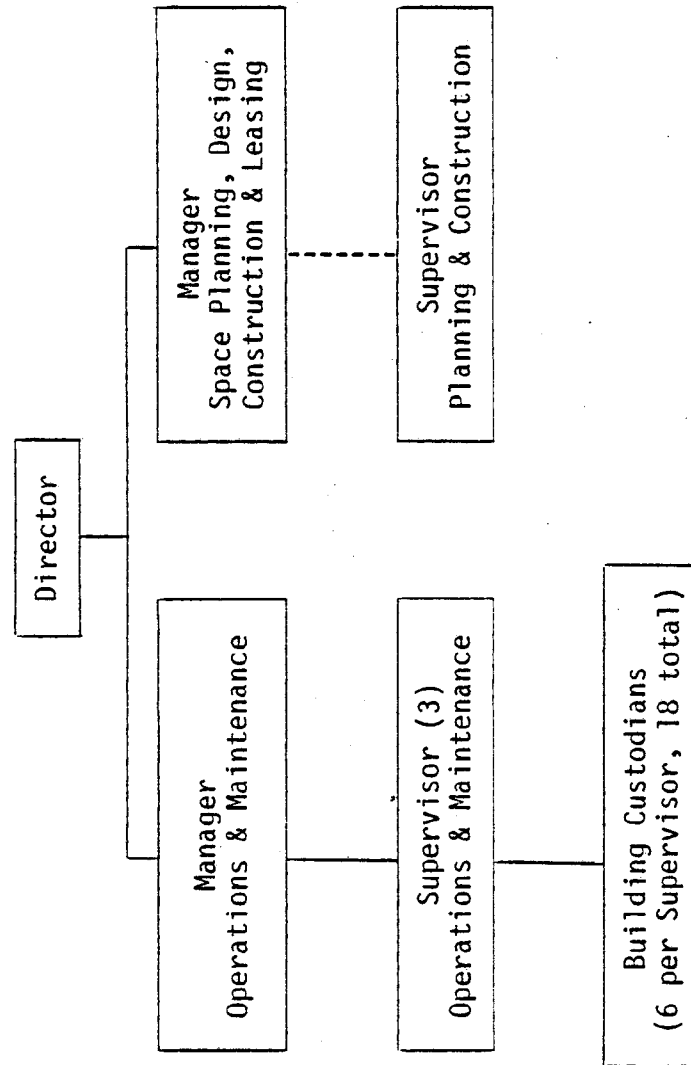 Director
Manager
Operations & Maintenance
Manager
Space Planning, Design,
Construction & Leasing
Supervisor (3)
Operations & Maintenance
Supervisor
Planning & Construction
Building Custodians
(6 per Supervisor, 18 total)